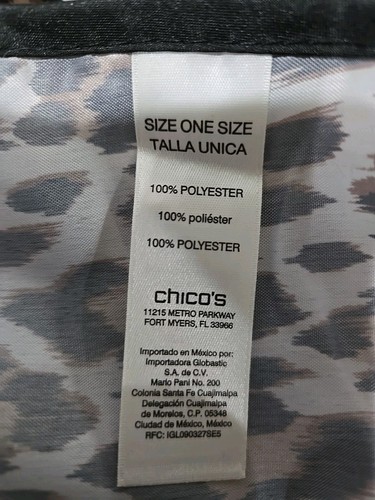 SIZE ONE SIZE
TALLA UNICA
100% POLYESTER
100% poliéster
100% POLYESTER
chico's
11215 METRO PARKWAY
FORT MYERS, FL 33966
Importado en México por:
Importadora Globastic
S.A. de C.V.
Mario Pani No. 200
Colonia Santa Fe Cuajimalpa
Delegación Cuajimalpa
de Morelos, C.P. 05348
Ciudad de México, México
RFC: IGL090327SE5